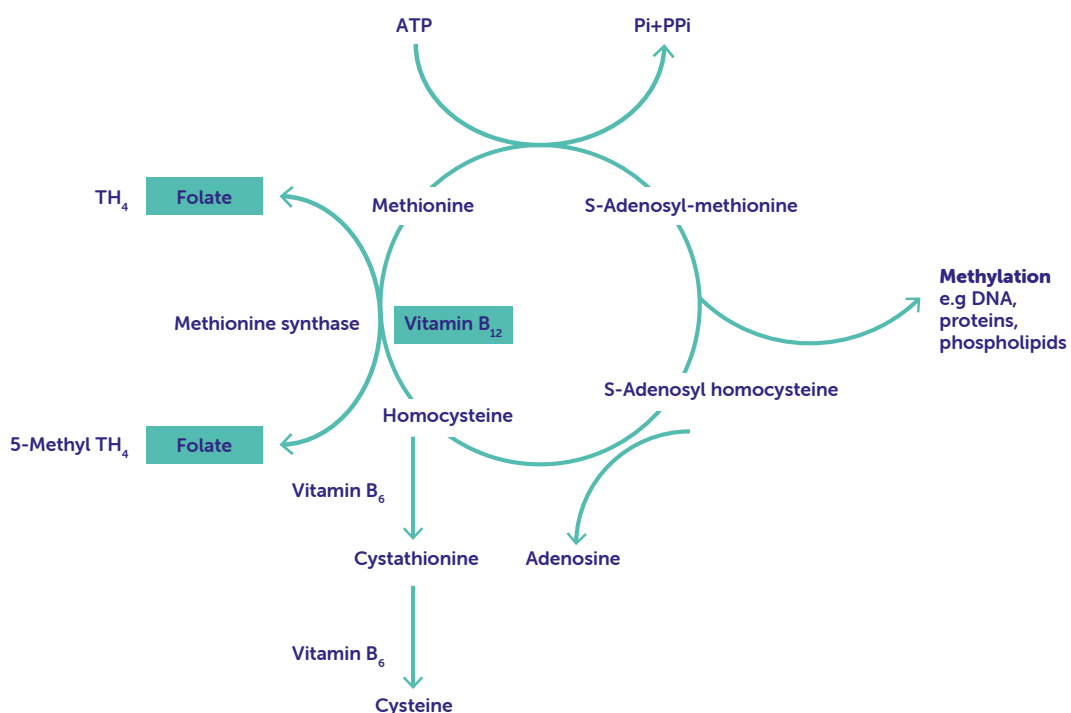 ATP
Pi+PPi
TH₄ Folate
Methionine
S-Adenosyl-methionine
Methylation
e.g DNA,
proteins,
phospholipids
Methionine synthase
Vitamin B₁₂
S-Adenosyl homocysteine
Homocysteine
5-Methyl TH₄ Folate
Vitamin B₆
Cystathionine
Adenosine
Vitamin B₆
Cysteine